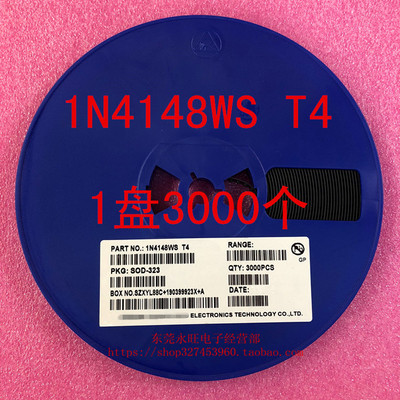 1N4148WS T4
1盘3000个
PART NO.: 1N4148WS T4
RANGE:
PKG: SOD-323
QTY: 3000PCS
GP
BOX NO.SZXYL88C+190399923X+A
DATE:
ELECTRONICS TECHNOLOGY CO.,LTD.
东莞永旺电子经营部
https://shop327453960.taobao.com